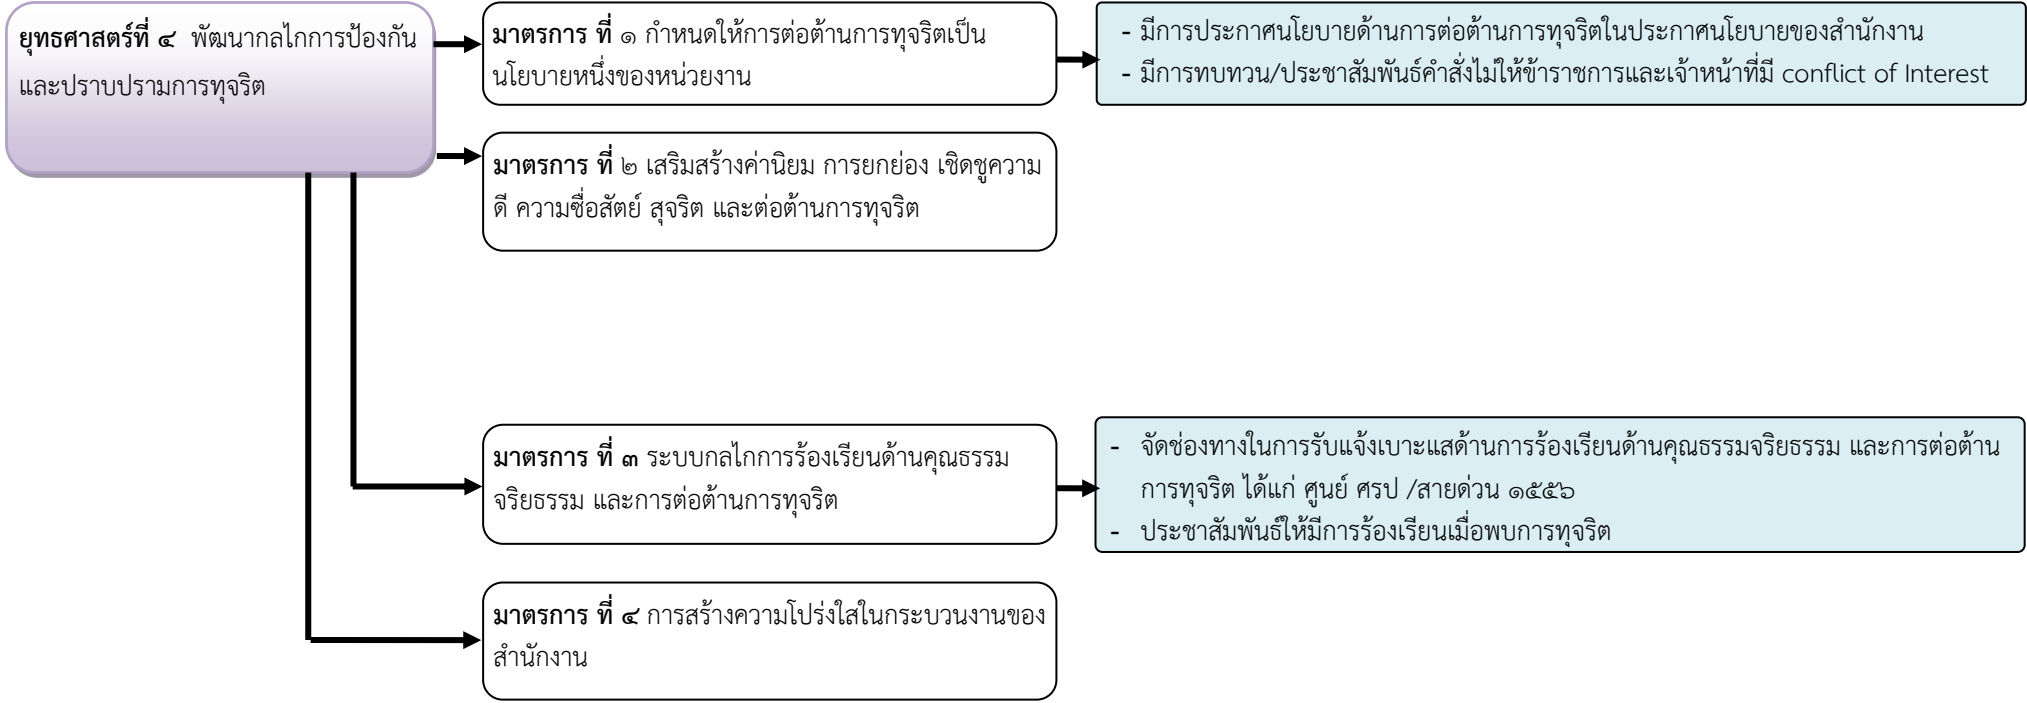 ยุทธศาสตร์ที่ ๔ พัฒนากลไกการป้องกัน
และปราบปรามการทุจริต
มาตรการ ที่ ๑ กำหนดให้การต่อต้านการทุจริตเป็น
นโยบายหนึ่งของหน่วยงาน
- มีการประกาศนโยบายด้านการต่อต้านการทุจริตในประกาศนโยบายของสำนักงาน
- มีการทบทวน/ประชาสัมพันธ์คำสั่งไม่ให้ข้าราชการและเจ้าหน้าที่มี conflict of Interest
มาตรการ ที่ ๒ เสริมสร้างค่านิยม การยกย่อง เชิดชูความ
ดี ความซื่อสัตย์ สุจริต และต่อต้านการทุจริต
มาตรการ ที่ ๓ ระบบกลไกการร้องเรียนด้านคุณธรรม
จริยธรรม และการต่อต้านการทุจริต
- จัดช่องทางในการรับแจ้งเบาะแสด้านการร้องเรียนด้านคุณธรรมจริยธรรม และการต่อต้าน
การทุจริต ได้แก่ ศูนย์ ศรป /สายด่วน ๑๕๕๖
- ประชาสัมพันธ์ให้มีการร้องเรียนเมื่อพบการทุจริต
มาตรการ ที่ ๔ การสร้างความโปร่งใสในกระบวนงานของ
สำนักงาน